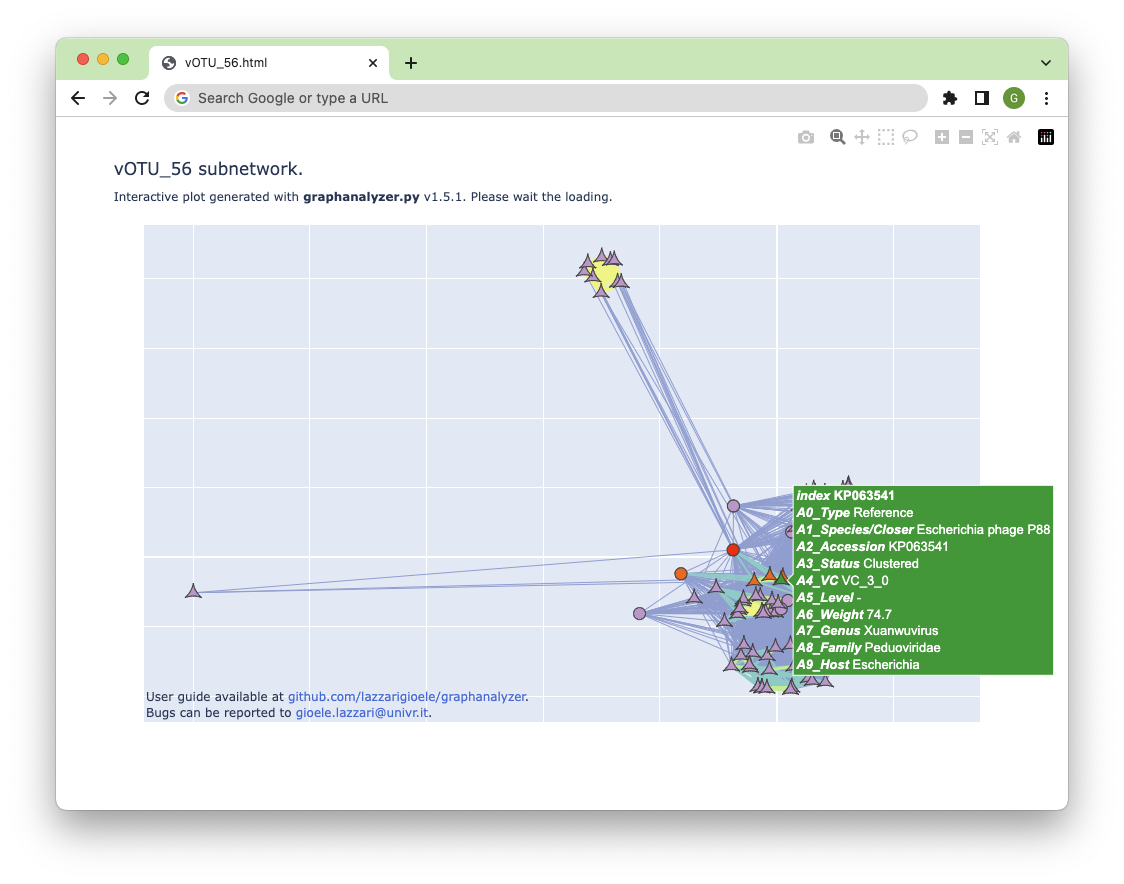 vOTU_56.html
Search Google or type a URL
G
vOTU_56 subnetwork.
Interactive plot generated with graphanalyzer.py v1.5.1. Please wait the loading.
index KP063541
A0_Type Reference
A1_Species/Closer Escherichia phage P88
A2_Accession KP063541
A3_Status Clustered
A4_VC VC_3_0
A5_Level -
A6_Weight 74.7
A7_Genus Xuanwuvirus
A8_Family Peduoviridae
A9_Host Escherichia
User guide available at github.com/lazzarigioele/graphanalyzer.
Bugs can be reported to gioele.lazzari@univr.it.